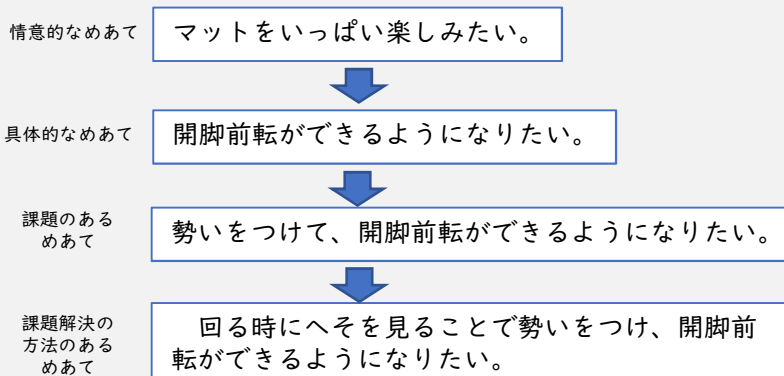 情意的なめあて
マットをいっぱい楽しみたい。
具体的なめあて
開脚前転ができるようになりたい。
課題のある
めあて
勢いをつけて、開脚前転ができるようになりたい。
課題解決の
方法のある
めあて
回る時にへそを見ることで勢いをつけ、開脚前
転ができるようになりたい。